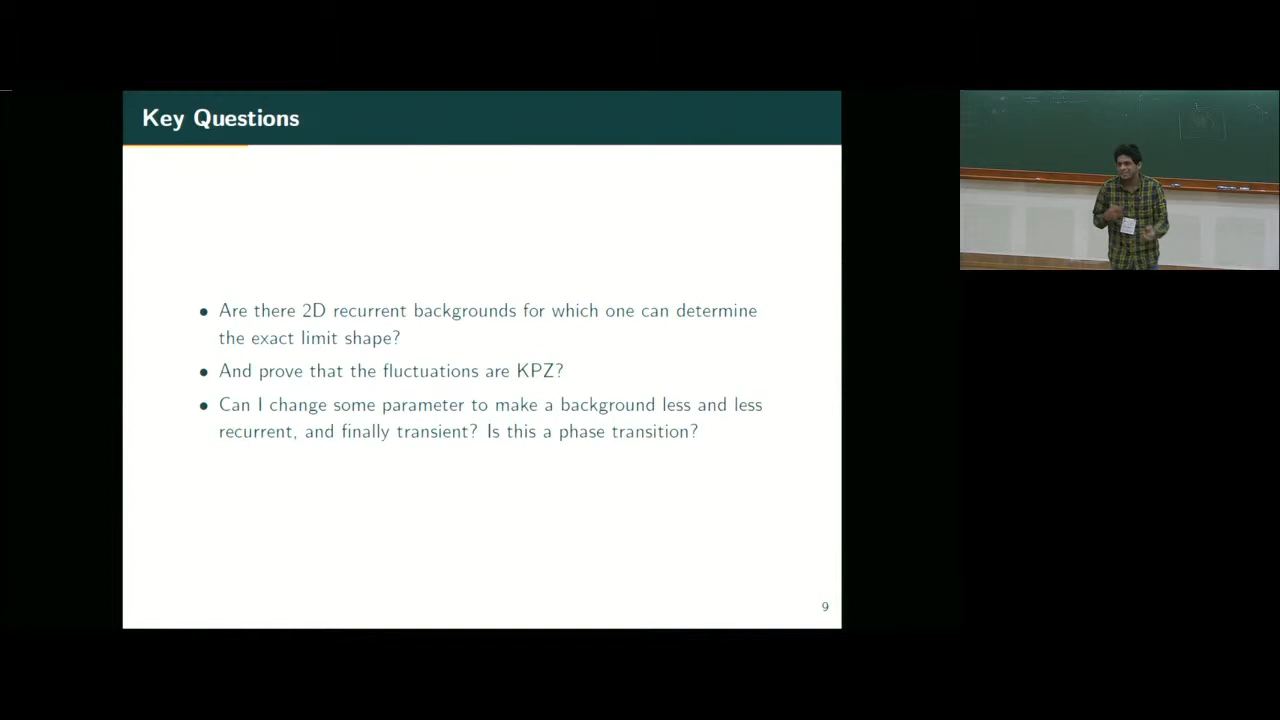 Key Questions
• Are there 2D recurrent backgrounds for which one can determine
the exact limit shape?
• And prove that the fluctuations are KPZ?
• Can I change some parameter to make a background less and less
recurrent, and finally transient? Is this a phase transition?
9